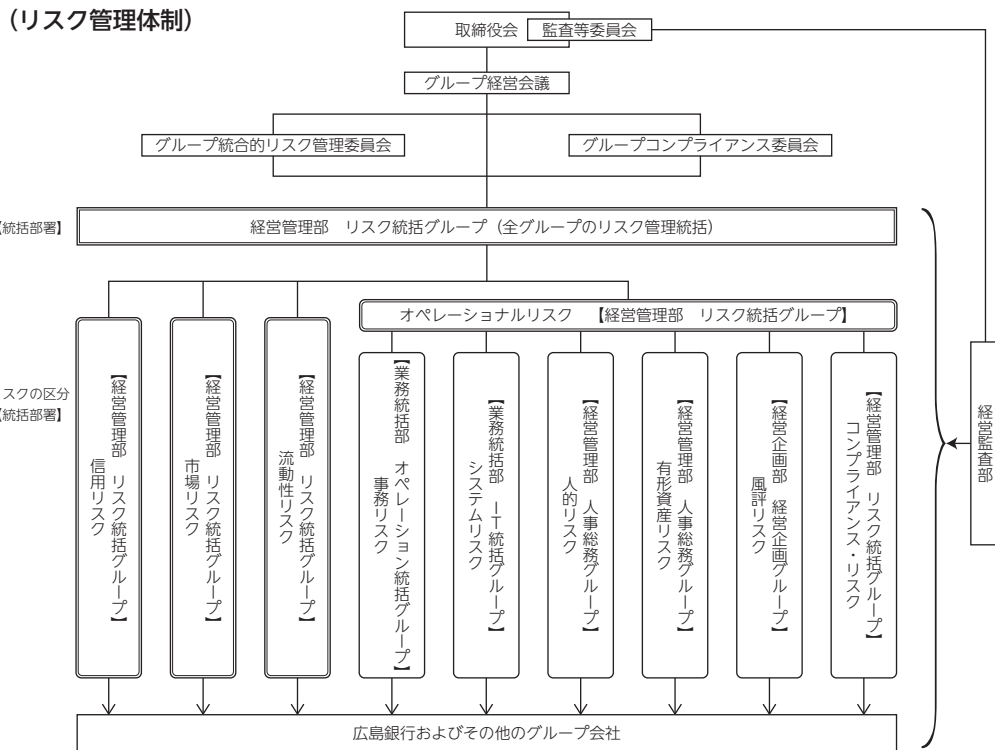 （リスク管理体制）
取締役会
監査等委員会
グループ経営会議
グループ統合的リスク管理委員会
グループコンプライアンス委員会
統括部署】
経営管理部　リスク統括グループ（全グループのリスク管理統括）
オペレーショナルリスク　【経営管理部　リスク統括グループ】
スクの区分
統括部署】
信用リスク
【経営管理部　リスク統括グループ】
市場リスク
【経営管理部　リスク統括グループ】
流動性リスク
【経営管理部　リスク統括グループ】
事務リスク
【業務統括部　オペレーション統括グループ】
システムリスク
【業務統括部　IT統括グループ】
人的リスク
【経営管理部　人事総務グループ】
有形資産リスク
【経営管理部　人事総務グループ】
風評リスク
【経営企画部　経営企画グループ】
コンプライアンス・リスク
【経営管理部　リスク統括グループ】
経営監査部
広島銀行およびその他のグループ会社